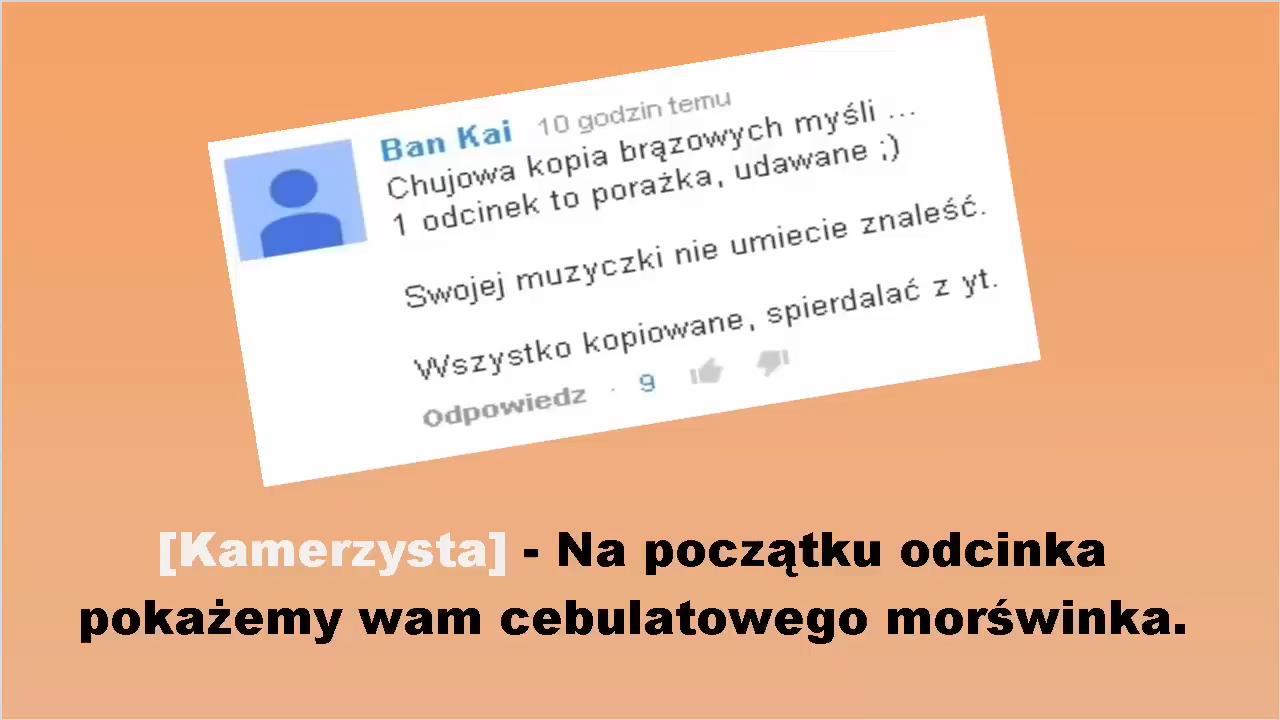 Ban Kai 10 godzin temu
Chujowa kopia brązowych myśli ...
1 odcinek to porażka, udawane ;)
Swojej muzyczki nie umiecie znaleść.
Wszystko kopiowane, spierdalać z yt.
Odpowiedz · 9
[Kamerzysta] - Na początku odcinka
pokażemy wam cebulatowego morświnka.